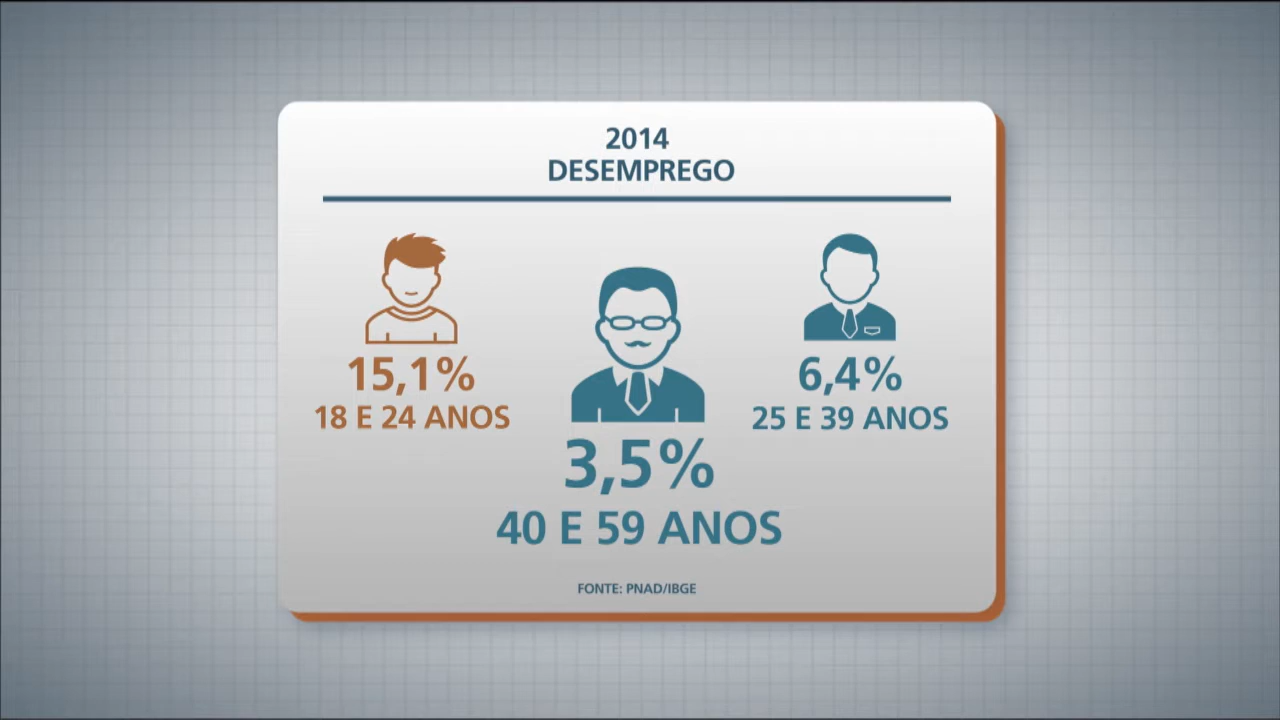 2014
DESEMPREGO
15,1%
18 E 24 ANOS
3,5%
40 E 59 ANOS
6,4%
25 E 39 ANOS
FONTE: PNAD/IBGE